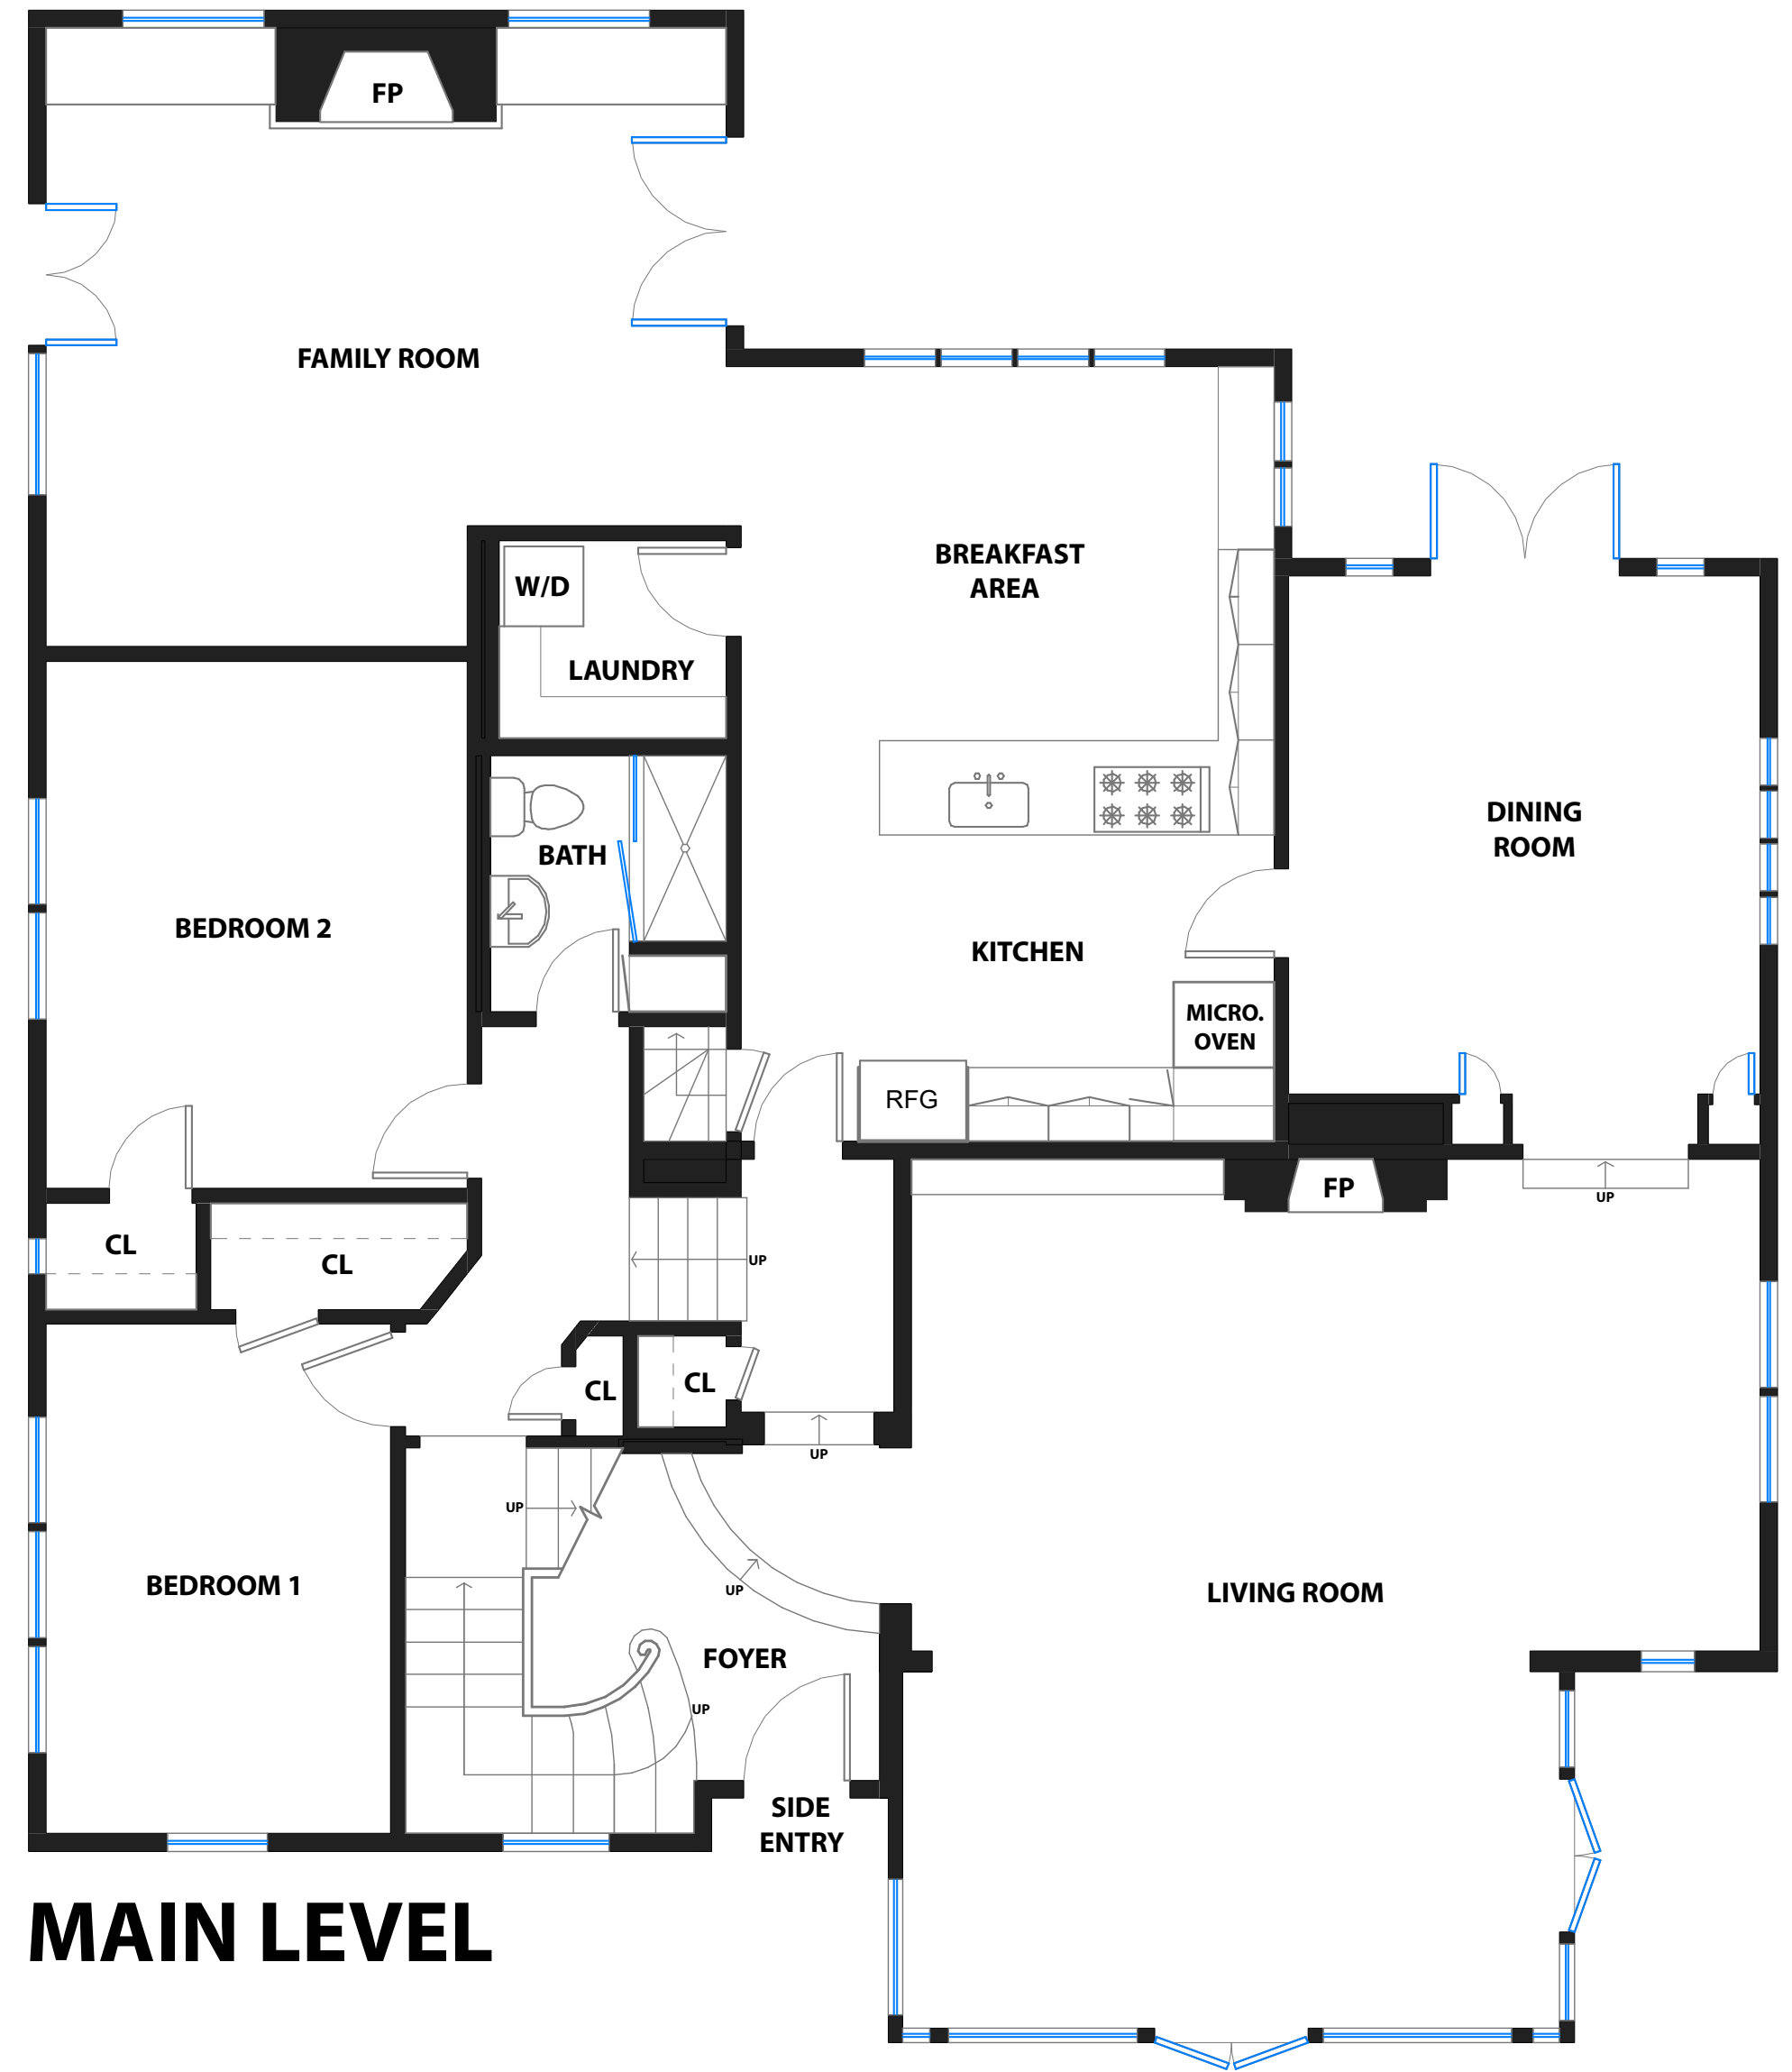 FP
FAMILY ROOM
BREAKFAST
AREA
W/D
LAUNDRY
DINING
ROOM
BATH
BEDROOM 2
KITCHEN
MICRO.
OVEN
RFG
FP
UP
CL
CL
UP
CL
CL
UP
UP
BEDROOM 1
UP
LIVING ROOM
FOYER
UP
SIDE
ENTRY
MAIN LEVEL